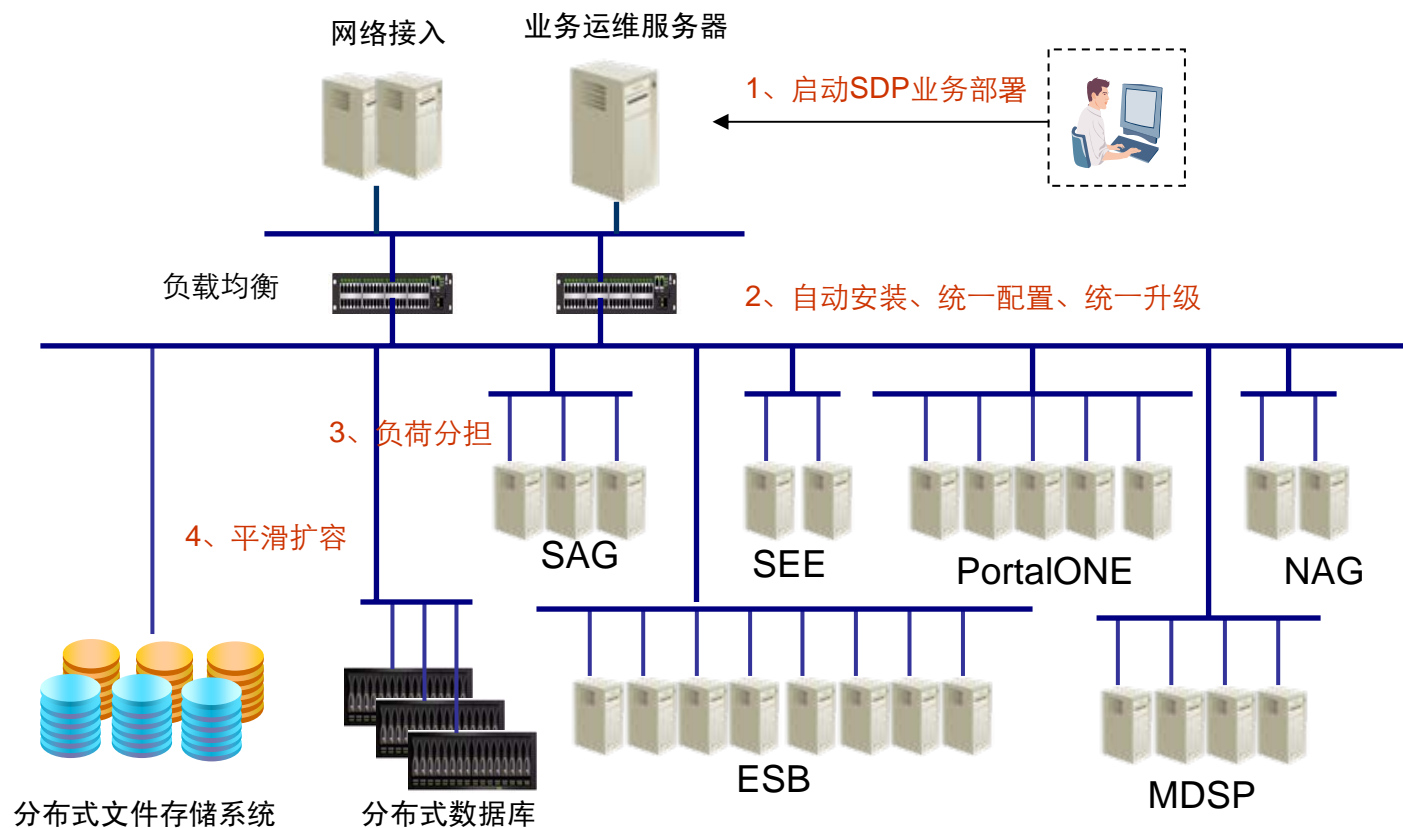 网络接入
业务运维服务器
1、启动SDP业务部署
负载均衡
2、自动安装、统一配置、统一升级
3、负荷分担
4、平滑扩容
SAG
SEE
PortalONE
NAG
ESB
MDSP
分布式文件存储系统
分布式数据库